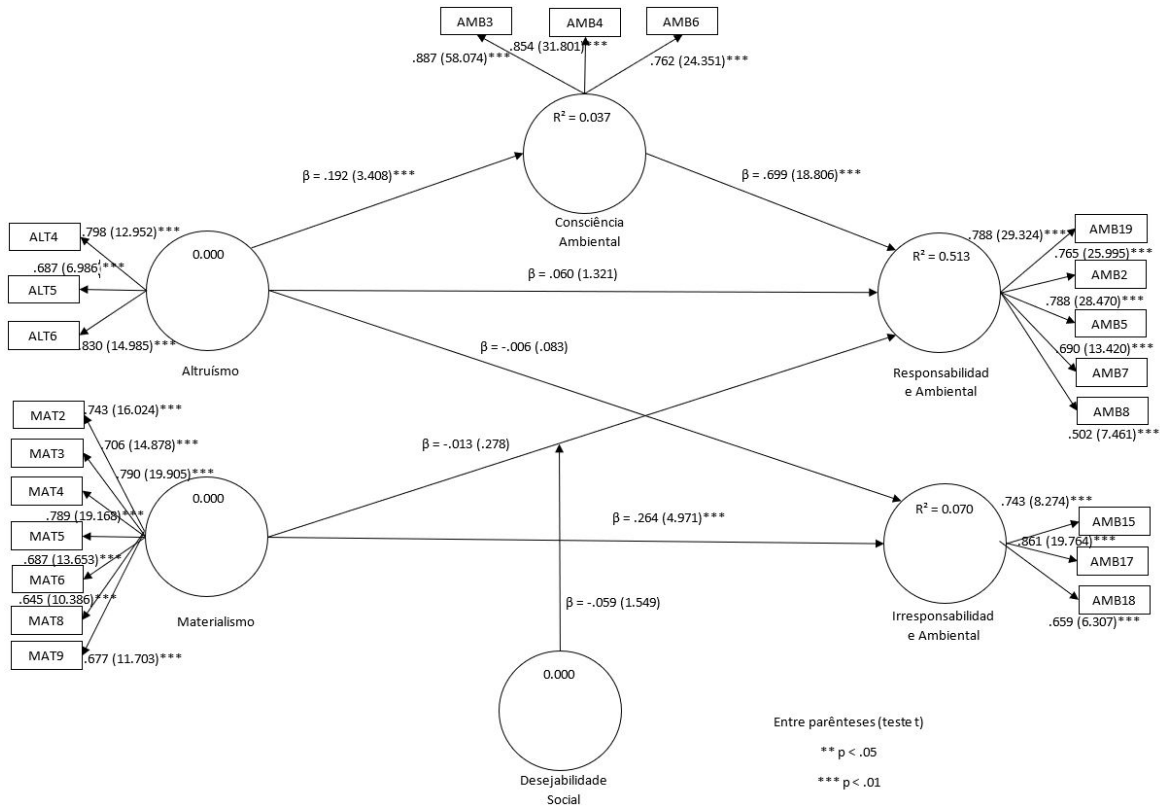 AMB3
AMB4
AMB6
.887 (58.074)***
.854 (31.801)***
.762 (24.351)***
R² = 0.037
Consciência
Ambiental
β = .192 (3.408)***
β = .699 (18.806)***
ALT4
ALT5
ALT6
.798 (12.952)***
.687 (6.986)***
.830 (14.985)***
0.000
Altruísmo
β = .060 (1.321)
β = -.006 (.083)
R² = 0.513
Responsabilidad
e Ambiental
.788 (29.324)***
.765 (25.995)***
.788 (28.470)***
.690 (13.420)***
.502 (7.461)***
AMB19
AMB2
AMB5
AMB7
AMB8
MAT2
MAT3
MAT4
MAT5
MAT6
MAT8
MAT9
.743 (16.024)***
.706 (14.878)***
.790 (19.905)***
.789 (19.168)***
.687 (13.653)***
.645 (10.386)***
.677 (11.703)***
0.000
Materialismo
β = -.013 (.278)
β = .264 (4.971)***
β = -.059 (1.549)
R² = 0.070
Irresponsabilidad
e Ambiental
.743 (8.274)***
.861 (19.764)***
.659 (6.307)***
AMB15
AMB17
AMB18
0.000
Desejabilidade
Social
Entre parênteses (teste t)
** p < .05
*** p < .01